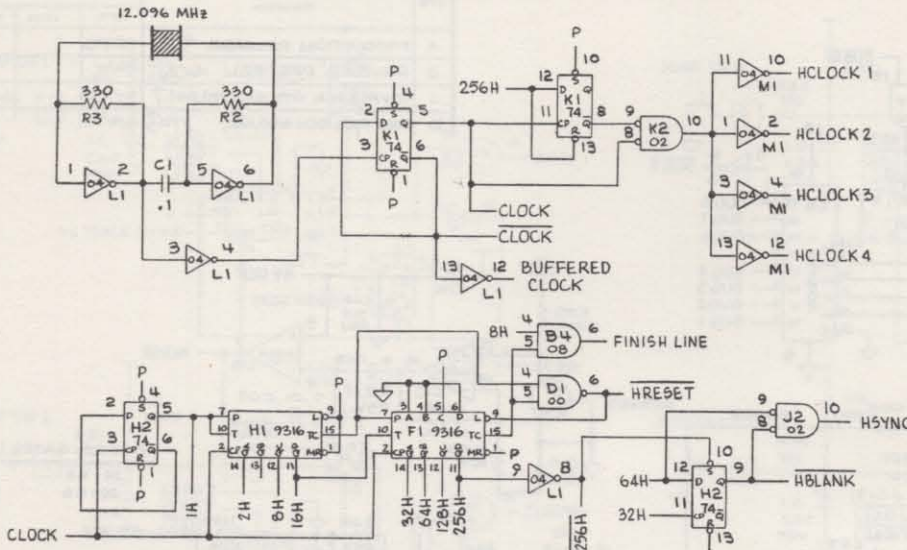 12.096 MHz
330
R3
330
R2
1 04 2
L1
C1
.1
5 04 6
L1
3 04 4
L1
P
4
S
2 D Q 5
K1
74
3 CP Q 6
R
1
P
CLOCK
CLOCK
13 04 12
L1
BUFFERED
CLOCK
P
10
S
256H
12 D Q
K1
74
11 CP Q 8
R
13
9
8
K2
02
10
11 04 10
M1
HCLOCK 1
1 04 2
M1
HCLOCK 2
3 04 4
M1
HCLOCK 3
13 04 12
M1
HCLOCK 4
8H
4
5
B4
08
6
FINISH LINE
4
5
D1
00
6
HRESET
P
4
S
2 D Q 5
H2
74
3 CP Q 6
R
1
P
7 P L 9
10 T H1 9316 TC 15
2 CP MR 1
14 13 12 11
1H
2H
8H
16H
P
P
3 4 5 6
A B C D
7 P L 9
10 T F1 9316 TC 15
2 CP MR 1
P
14 13 12 11
32H
64H
128H
256H
9 04 8
L1
256H
10
S
64H 12 D Q 9
H2
74
32H 11 CP Q
R
13
HBLANK
9
8
J2
02
10
HSYNC
CLOCK